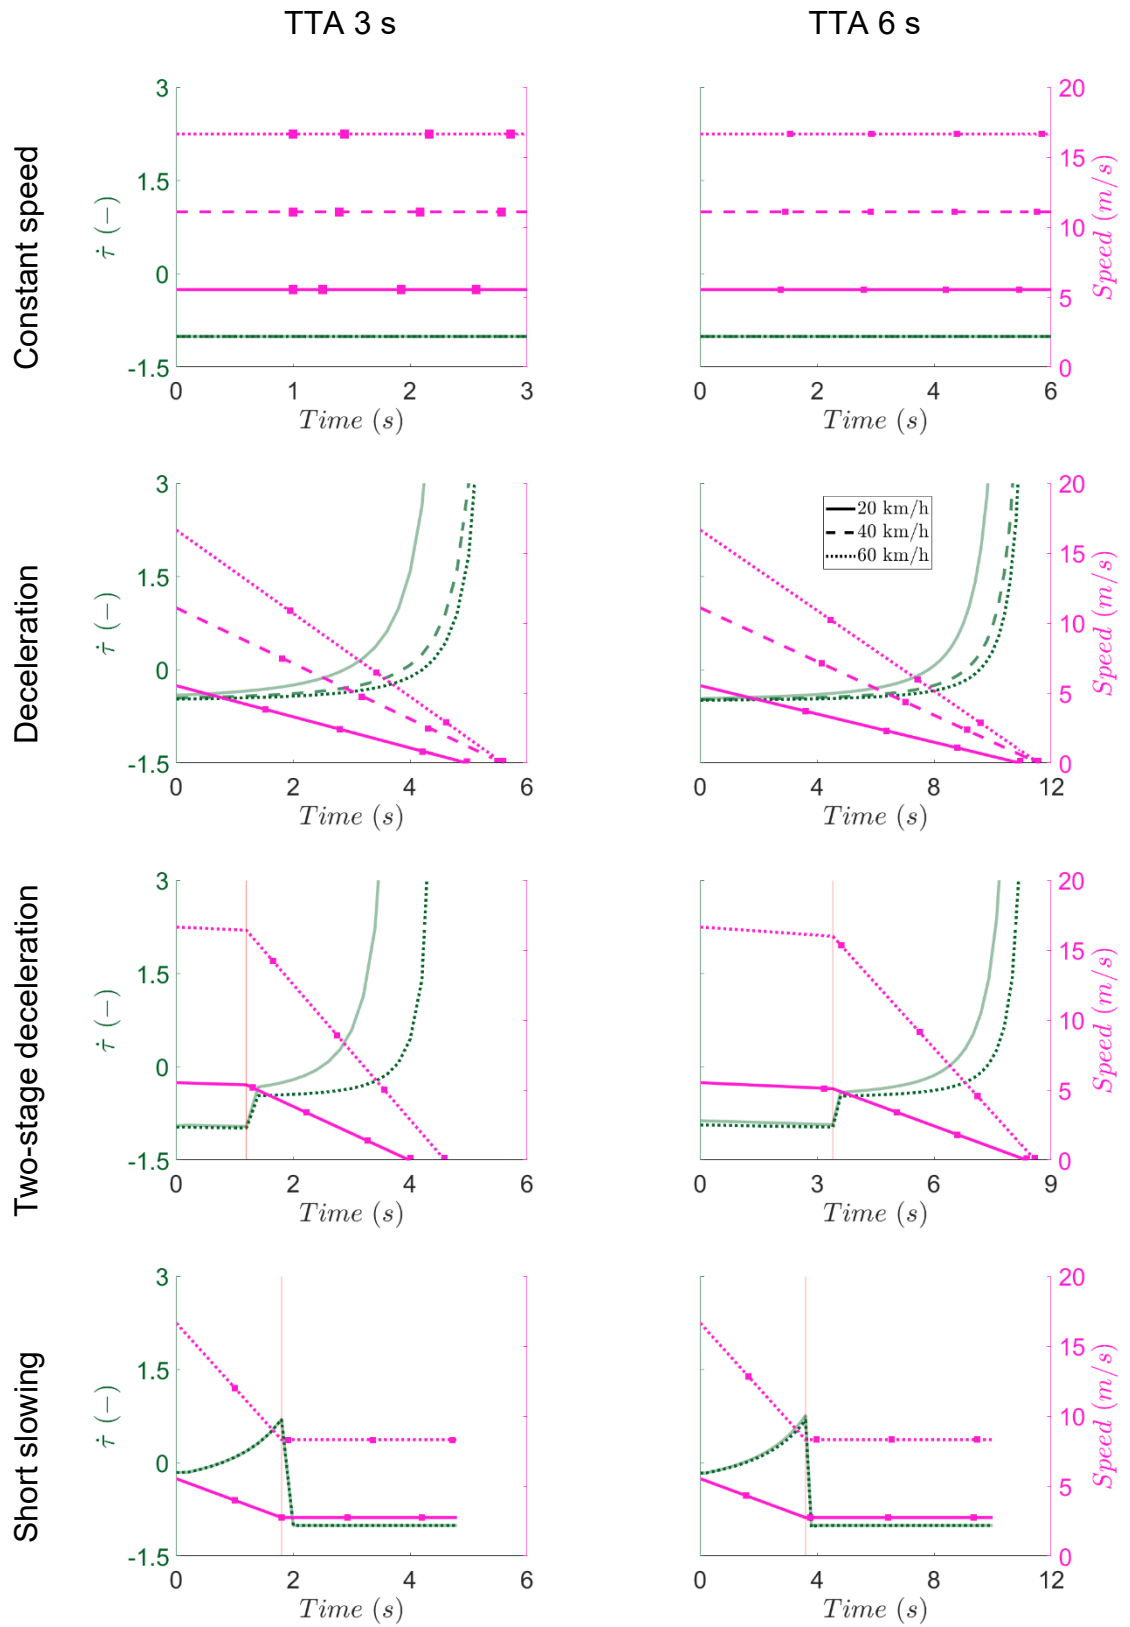 TTA 3 s
TTA 6 s
Constant speed
3
1.5
0
-1.5
τ̇ (−)
0 1 2 3
Time (s)
20
15
10
5
0
Speed (m/s)
0 2 4 6
Time (s)
Deceleration
3
1.5
0
-1.5
τ̇ (−)
0 2 4 6
Time (s)
20 km/h
40 km/h
60 km/h
20
15
10
5
0
Speed (m/s)
0 4 8 12
Time (s)
Two-stage deceleration
3
1.5
0
-1.5
τ̇ (−)
0 2 4 6
Time (s)
20
15
10
5
0
Speed (m/s)
0 3 6 9
Time (s)
Short slowing
3
1.5
0
-1.5
τ̇ (−)
0 2 4 6
Time (s)
20
15
10
5
0
Speed (m/s)
0 4 8 12
Time (s)